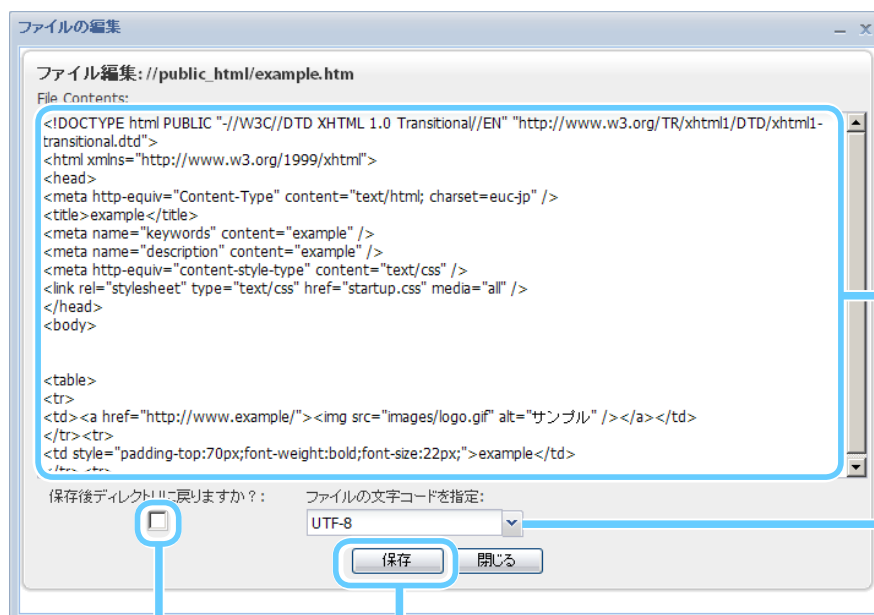 ファイルの編集
ファイル編集://public_html/example.htm
File Contents:
<!DOCTYPE html PUBLIC "-//W3C//DTD XHTML 1.0 Transitional//EN" "http://www.w3.org/TR/xhtml1/DTD/xhtml1-
transitional.dtd">
<html xmlns="http://www.w3.org/1999/xhtml">
<head>
<meta http-equiv="Content-Type" content="text/html; charset=euc-jp" />
<title>example</title>
<meta name="keywords" content="example" />
<meta name="description" content="example" />
<meta http-equiv="content-style-type" content="text/css" />
<link rel="stylesheet" type="text/css" href="startup.css" media="all" />
</head>
<body>
<table>
<tr>
<td><a href="http://www.example/"><img src="images/logo.gif" alt="サンプル" /></a></td>
</tr><tr>
<td style="padding-top:70px;font-weight:bold;font-size:22px;">example</td>
</tr><tr>
保存後ディレクトリに戻りますか？: ファイルの文字コードを指定:
UTF-8
保存 閉じる